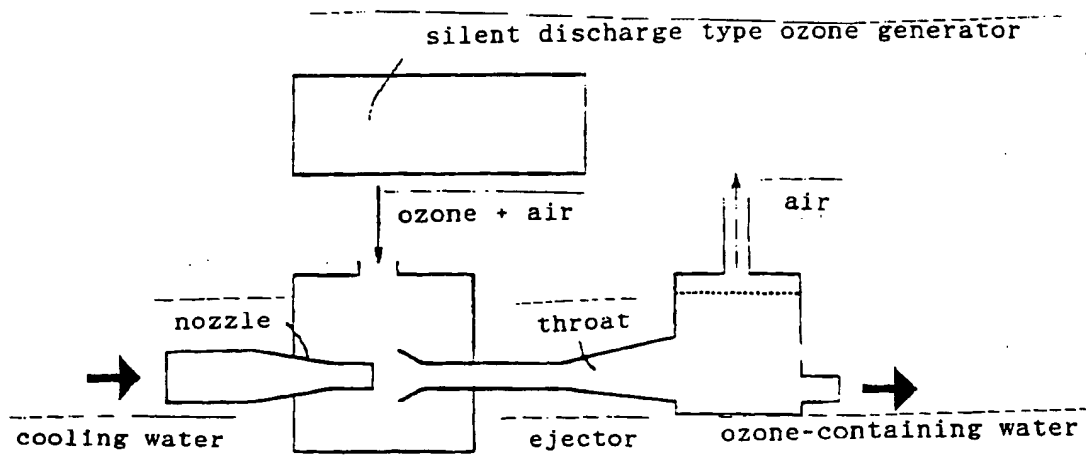 silent discharge type ozone generator
ozone + air
air
nozzle
throat
cooling water
ejector
ozone-containing water